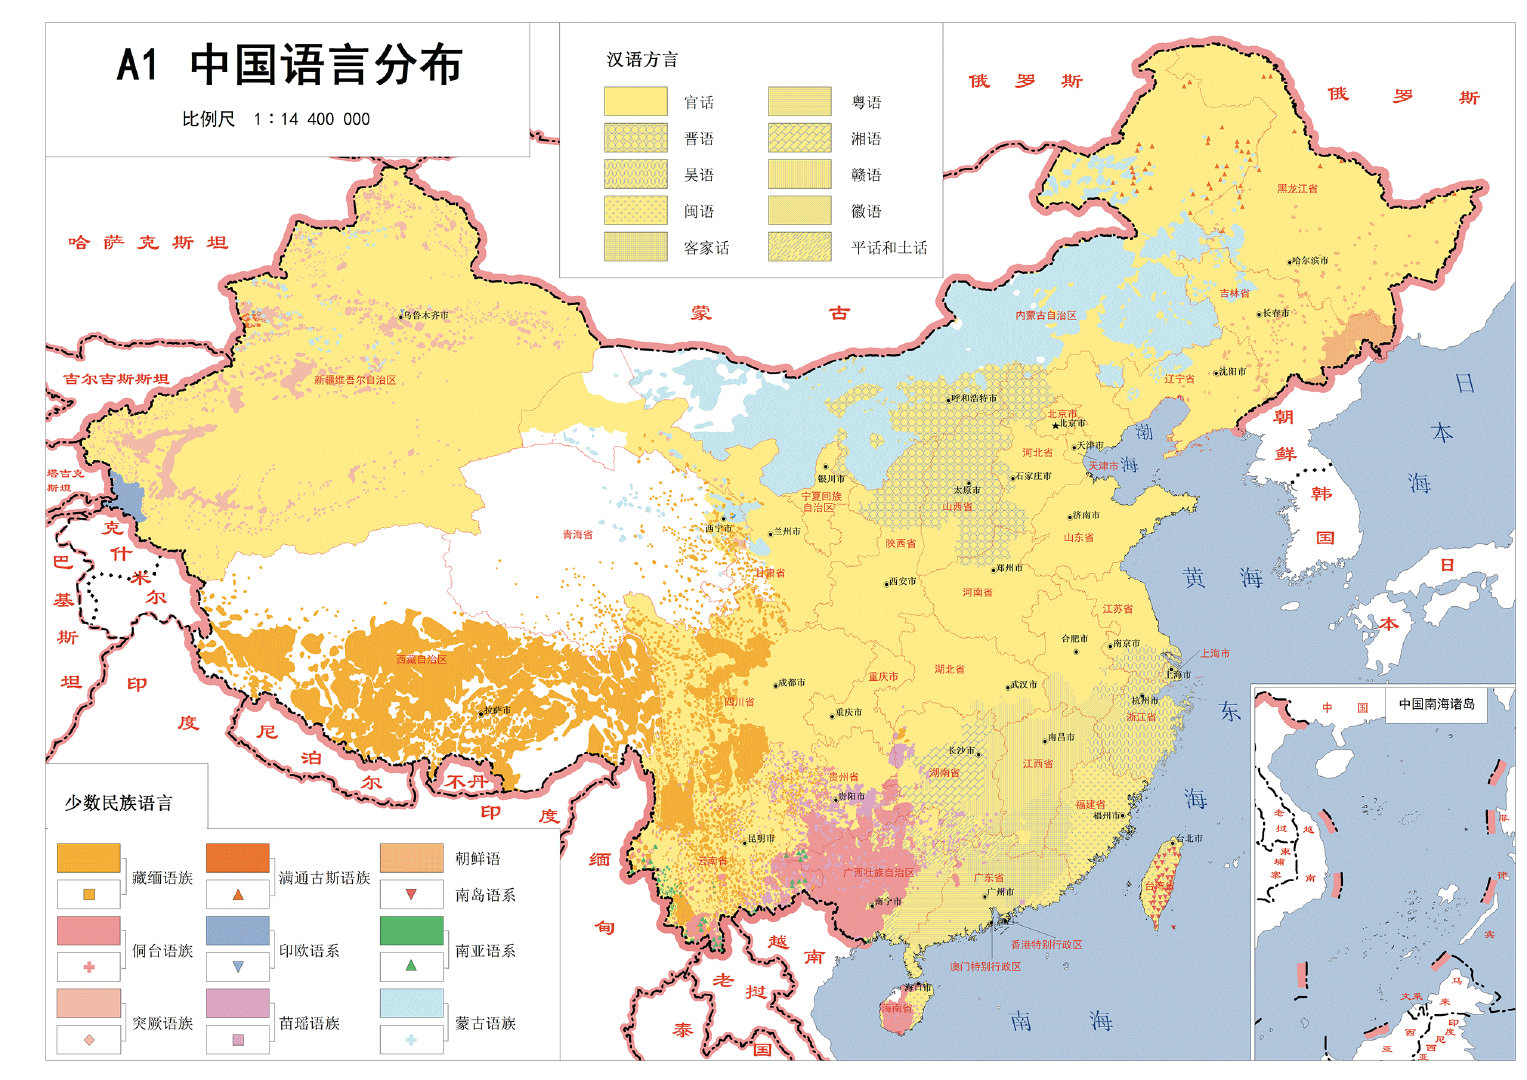 A1 中国语言分布
比例尺 1：14 400 000
汉语方言
官话
粤语
晋语
湘语
吴语
赣语
闽语
徽语
客家话
平话和土话
俄罗斯
俄罗斯
哈萨克斯坦
蒙古
吉尔吉斯斯坦
塔吉克
斯坦
克什米尔
巴基斯坦
印度
尼泊尔
不丹
印度
缅甸
越南
老挝
泰国
朝鲜
韩国
日本
日本海
渤海
黄海
东海
南海
黑龙江省
哈尔滨市
吉林省
长春市
内蒙古自治区
辽宁省
沈阳市
乌鲁木齐市
新疆维吾尔自治区
呼和浩特市
北京市
北京市
天津市
天津市
河北省
石家庄市
银川市
宁夏回族
自治区
太原市
山西省
济南市
山东省
西宁市
兰州市
青海省
甘肃省
陕西省
西安市
郑州市
河南省
江苏省
合肥市
南京市
上海市
上海市
西藏自治区
拉萨市
四川省
成都市
重庆市
重庆市
湖北省
武汉市
杭州市
浙江省
长沙市
湖南省
南昌市
江西省
贵州省
贵阳市
福建省
福州市
昆明市
云南省
广西壮族自治区
南宁市
广东省
广州市
台北市
香港特别行政区
澳门特别行政区
海口市
海南省
少数民族语言
藏缅语族
满通古斯语族
朝鲜语
南岛语系
侗台语族
印欧语系
南亚语系
突厥语族
苗瑶语族
蒙古语族
中国南海诸岛
中国
老挝
越南
柬埔寨
文莱
马来西亚
印度尼西亚